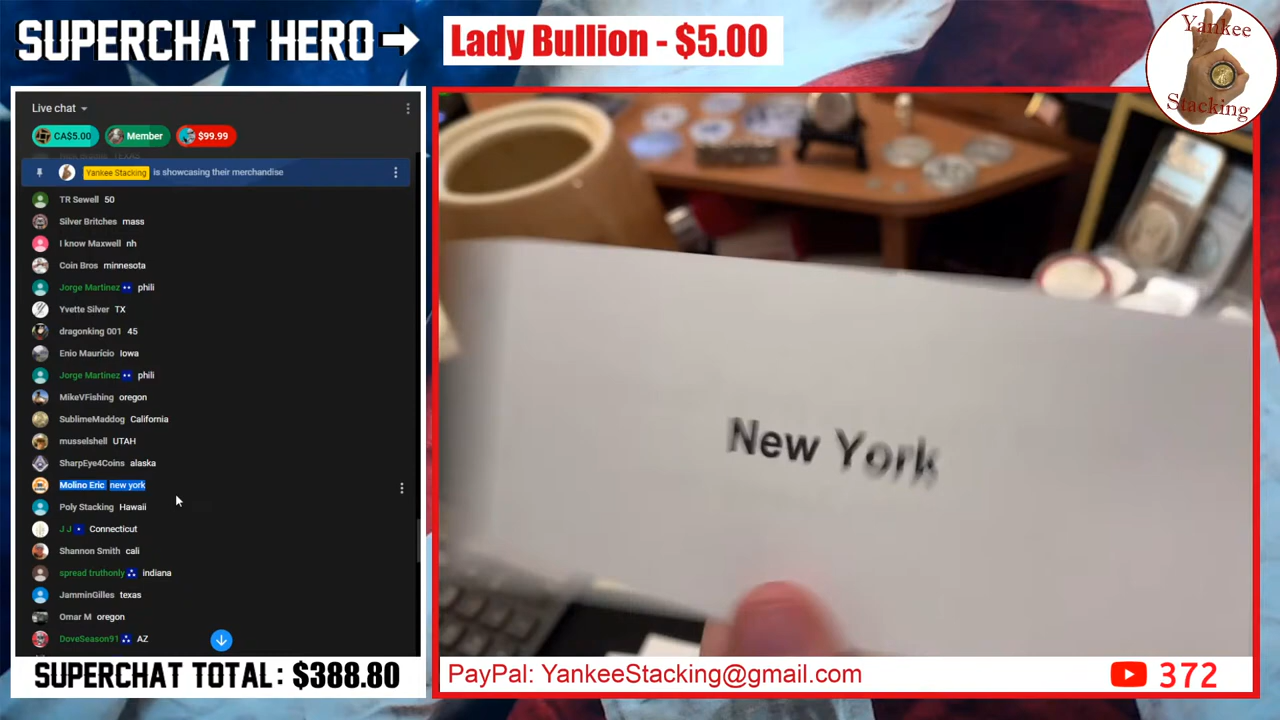 SUPERCHAT HERO
Lady Bullion - $5.00
Yankee
Stacking
Live chat
CA$5.00
Member
$99.99
Yankee Stacking is showcasing their merchandise
TR Sewell 50
Silver Britches mass
I know Maxwell nh
Coin Bros minnesota
Jorge Martinez phili
Yvette Silver TX
dragonking 001 45
Enio Maurício Iowa
Jorge Martinez phili
MikeVFishing oregon
SublimeMaddog California
musselshell UTAH
SharpEye4Coins alaska
Molino Eric new york
Poly Stacking Hawaii
J J Connecticut
Shannon Smith cali
spread truthonly indiana
JamminGilles texas
Omar M oregon
DoveSeason91 AZ
New York
SUPERCHAT TOTAL: $388.80
PayPal: YankeeStacking@gmail.com
372